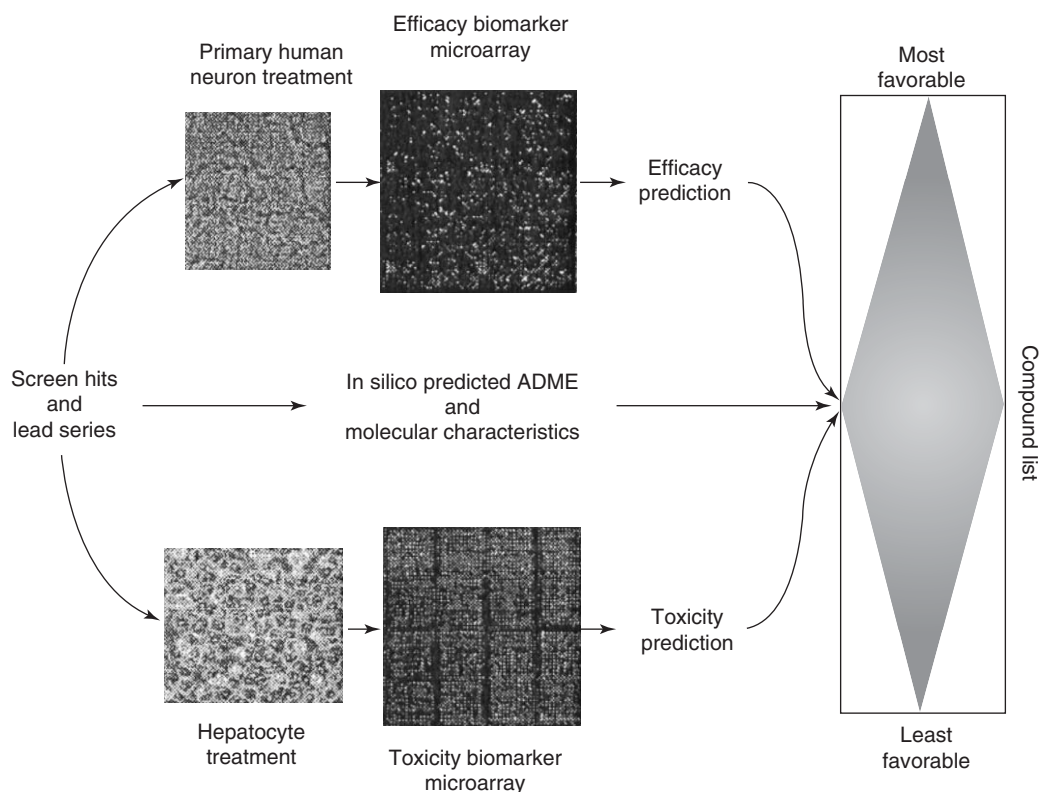 Efficacy biomarker
microarray
Primary human
neuron treatment
Most
favorable
Efficacy
prediction
Screen hits
and
lead series
In silico predicted ADME
and
molecular characteristics
Compound list
Toxicity
prediction
Hepatocyte
treatment
Toxicity biomarker
microarray
Least
favorable